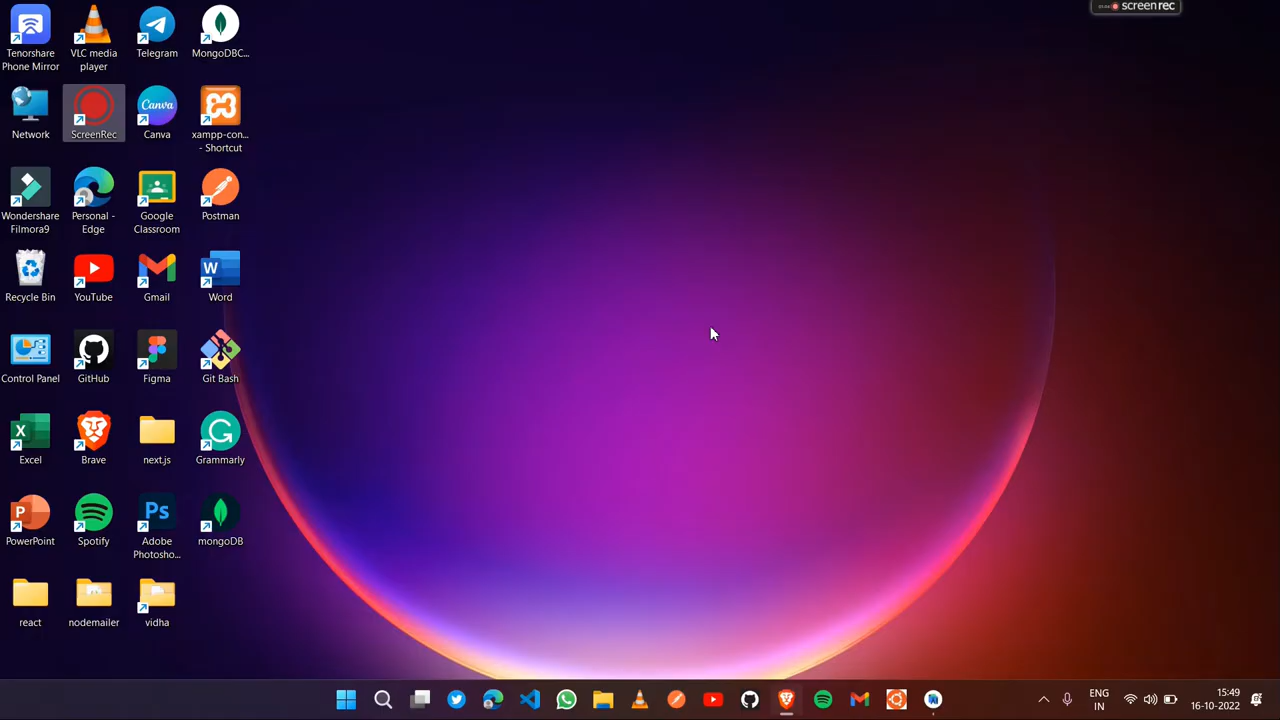 screenrec
Tenorshare
Phone Mirror
VLC media
player
Telegram
MongoDBC...
Network
ScreenRec
Canva
Canva
xampp-con...
- Shortcut
Wondershare
Filmora9
Personal -
Edge
Google
Classroom
Postman
Recycle Bin
YouTube
Gmail
W
Word
Control Panel
GitHub
Figma
Git Bash
X
Excel
Brave
next.js
G
Grammarly
P
PowerPoint
Spotify
Ps
Adobe
Photosho...
mongoDB
react
nodemailer
vidha
ENG
IN
15:49
16-10-2022